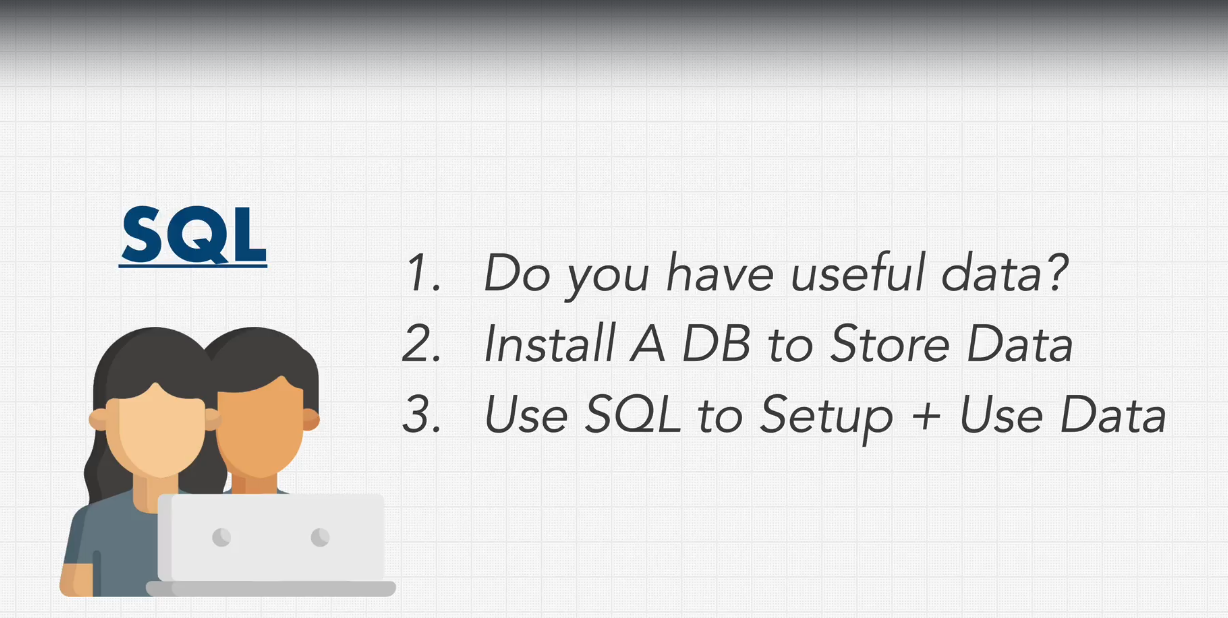 SQL
1. Do you have useful data?
2. Install A DB to Store Data
3. Use SQL to Setup + Use Data